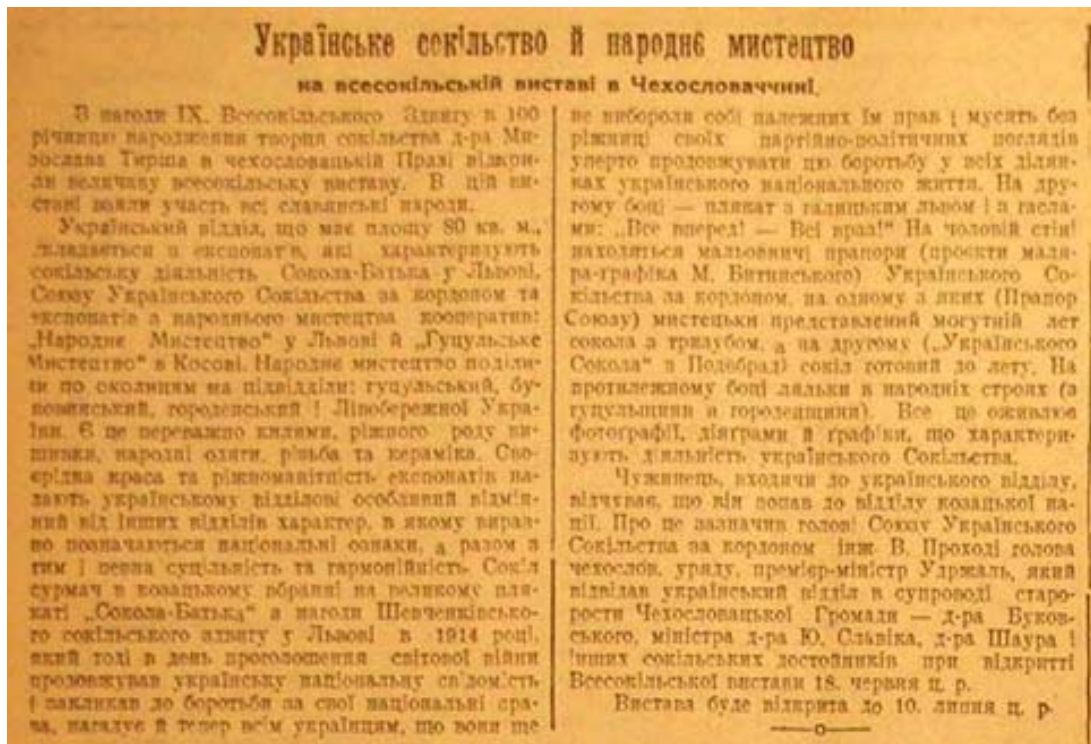 Українське сокільство й народнє мистецтво
на всесокільській виставі в Чехословаччині.
З нагоди IX. Всесокільського Здвигу в 100
річницю народження творця сокільства д-ра Ми-
рослава Тирша в чехословацькій Празі відкри-
ли величаву всесокільську виставу. В цій ви-
ставі взяли участь всі славянські народи.
Український відділ, що має площу 80 кв. м.,
складається з експонатів, які характеризують
сокільську діяльність Сокола-Батька у Львові,
Союзу Українського Сокільства за кордоном та
експонатів з народнього мистецтва кооператив:
„Народнє Мистецтво“ у Львові й „Гуцульське
Мистецтво“ в Косові. Народнє мистецтво поділи-
ли по околицям на підвідділи: гуцульський, бу-
ковинський, городенський і Лівобережної Укра-
їни. Є це переважно килими, ріжного роду ви-
шивки, народні одяги, різьба та кераміка. Сво-
єрідна краса та ріжноманітність експонатів на-
дають українському відділові особливий відмін-
ний від інших відділів характер, в якому вираз-
но позначаються національні ознаки, а разом з
тим і певна суцільність та гармонійність. Сокіл
сурмач в козацькому вбранні на великому пля-
каті „Сокола-Батька“ з нагоди Шевченківсько-
го сокільського здвигу у Львові в 1914 році,
який тоді в день проголошення світової війни
продовжував українську національну свідомість
і закликав до боротьби за свої національні пра-
ва, нагадує й тепер всім українцям, що вони ще
не вибороли собі належних їм прав і мусять без
ріжниці своїх партійно-політичних поглядів
уперто продовжувати цю боротьбу у всіх ділян-
ках українського національного життя. На дру-
гому боці — плякат з галицьким львом і з гасла-
ми: „Все вперед! — Всі враз!“ На чоловій стіні
находяться мальовничі прапори (проєкти маля-
ра-графіка М. Битинського) Українського Со-
кільства за кордоном, на одному з яких (Прапор
Союзу) мистецьки представлений могутній лет
сокола з тризубом, а на другому („Українського
Сокола“ в Подєбраді) сокіл готовий до лету. На
протилежному боці ляльки в народніх строях (з
гуцульщини й городенщини). Все це оживлює
фотографії, діяграми й графіки, що характери-
зують діяльність українського Сокільства.
Чужинець, входячи до українського відділу,
відчуває, що він попав до відділу козацької на-
ції. Про це зазначив голові Союзу Українського
Сокільства за кордоном інж. В. Проході голова
чехослов. уряду, премієр-міністр Удржаль, який
відвідав український відділ в супроводі старо-
рости Чехословацької Громади — д-ра Буков-
ського, міністра д-ра Ю. Славіка, д-ра Шаура і
інших сокільських достойників при відкритті
Всесокільської вистави 18. червня ц. р.
Вистава буде відкрита до 10. липня ц. р.